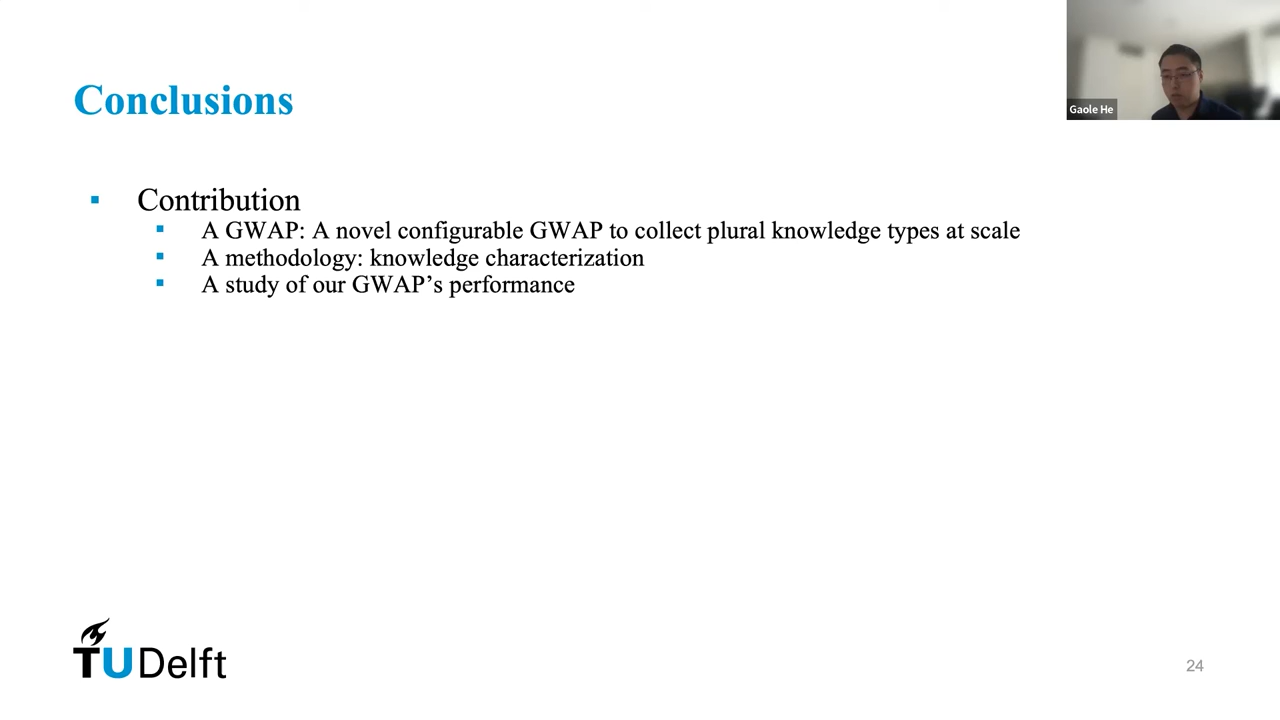 Gaole He
Conclusions
Contribution
A GWAP: A novel configurable GWAP to collect plural knowledge types at scale
A methodology: knowledge characterization
A study of our GWAP’s performance
TU Delft
24